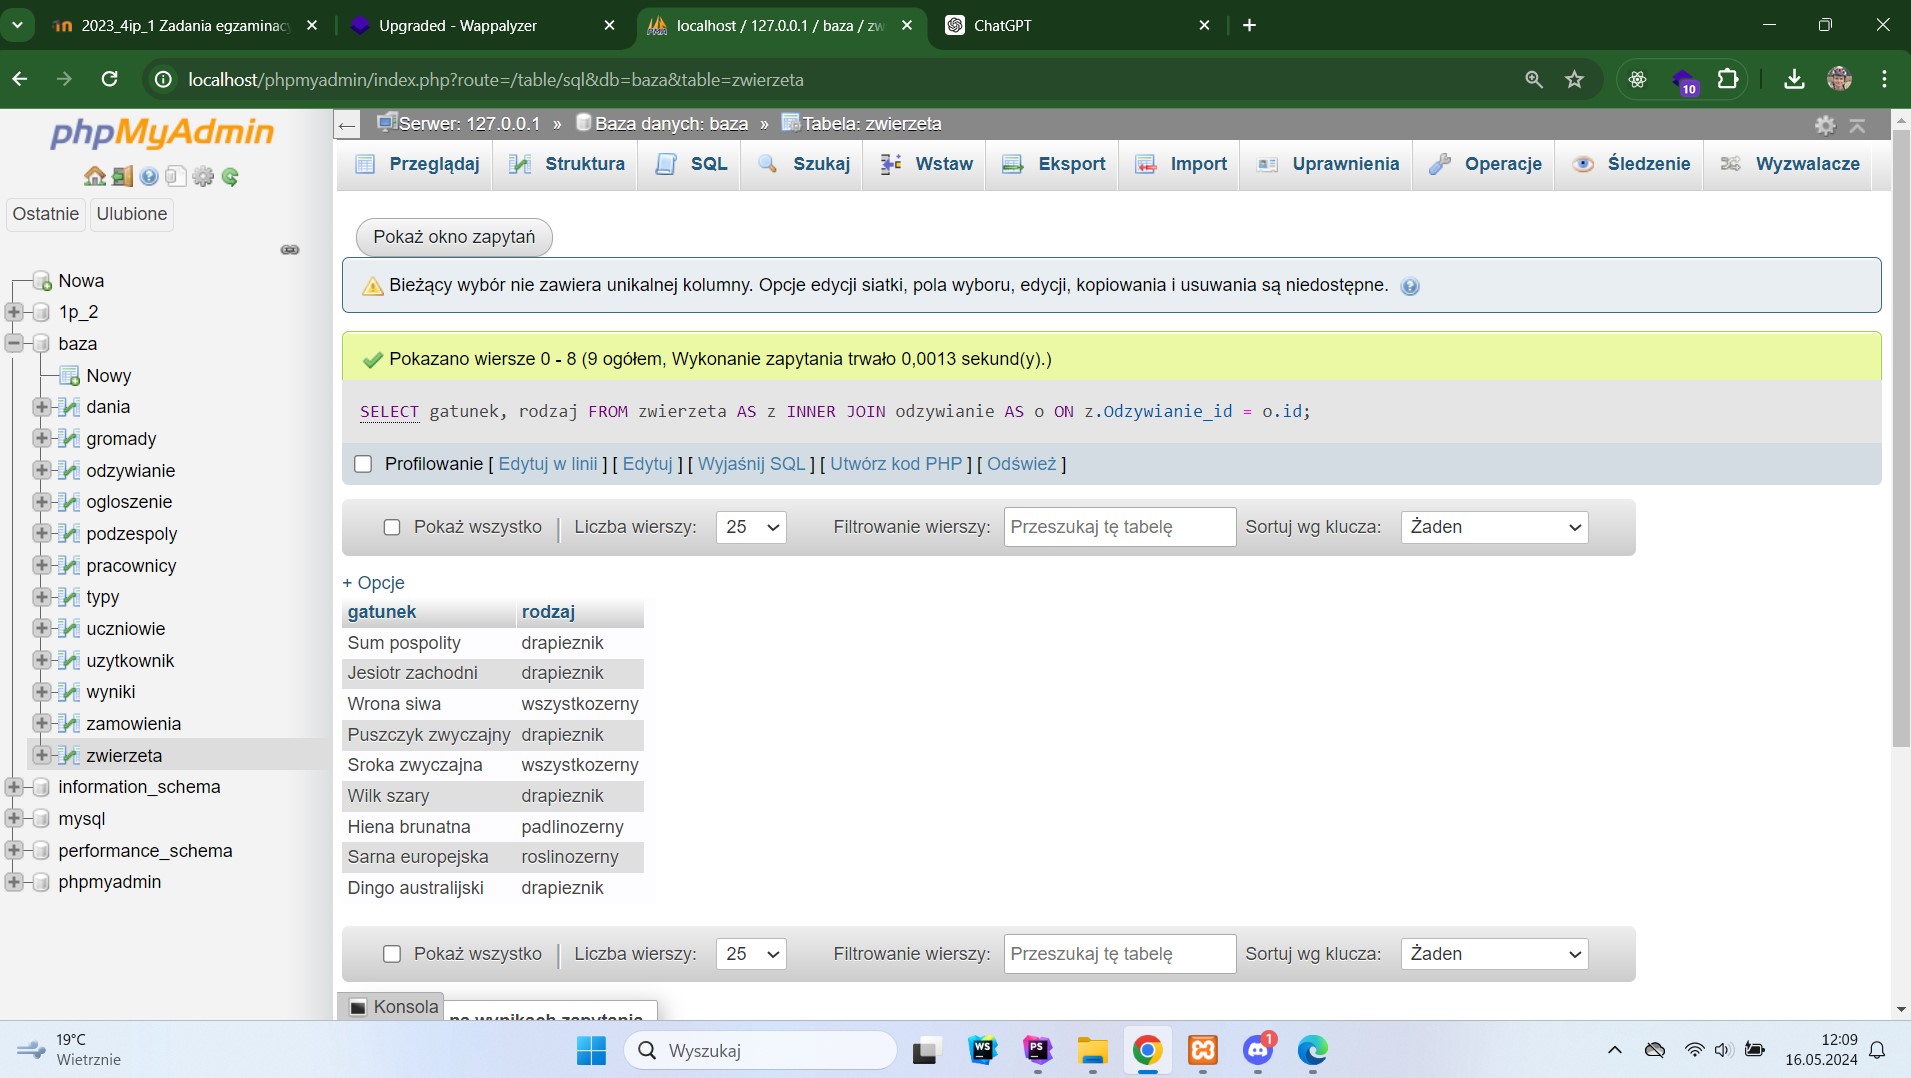 2023_4ip_1 Zadania egzaminacy
Upgraded - Wappalyzer
localhost / 127.0.0.1 / baza / zw
ChatGPT
localhost/phpmyadmin/index.php?route=/table/sql&db=baza&table=zwierzeta
10
phpMyAdmin
Ostatnie
Ulubione
Nowa
1p_2
baza
Nowy
dania
gromady
odzywianie
ogloszenie
podzespoly
pracownicy
typy
uczniowie
uzytkownik
wyniki
zamowienia
zwierzeta
information_schema
mysql
performance_schema
phpmyadmin
Serwer: 127.0.0.1 » Baza danych: baza » Tabela: zwierzeta
Przeglądaj Struktura SQL Szukaj Wstaw Eksport Import Uprawnienia Operacje Śledzenie Wyzwalacze
Pokaż okno zapytań
Bieżący wybór nie zawiera unikalnej kolumny. Opcje edycji siatki, pola wyboru, edycji, kopiowania i usuwania są niedostępne.
Pokazano wiersze 0 - 8 (9 ogółem, Wykonanie zapytania trwało 0,0013 sekund(y).)
SELECT gatunek, rodzaj FROM zwierzeta AS z INNER JOIN odzywianie AS o ON z.Odzywianie_id = o.id;
Profilowanie [ Edytuj w linii ] [ Edytuj ] [ Wyjaśnij SQL ] [ Utwórz kod PHP ] [ Odśwież ]
Pokaż wszystko | Liczba wierszy: 25 Filtrowanie wierszy: Przeszukaj tę tabelę Sortuj wg klucza: Żaden
+ Opcje
gatunek rodzaj
Sum pospolity drapieznik
Jesiotr zachodni drapieznik
Wrona siwa wszystkozerny
Puszczyk zwyczajny drapieznik
Sroka zwyczajna wszystkozerny
Wilk szary drapieznik
Hiena brunatna padlinozerny
Sarna europejska roslinozerny
Dingo australijski drapieznik
Pokaż wszystko | Liczba wierszy: 25 Filtrowanie wierszy: Przeszukaj tę tabelę Sortuj wg klucza: Żaden
Konsola
na wynikach zapytania
19°C
Wietrznie
Wyszukaj
WS
PS
1
12:09
16.05.2024